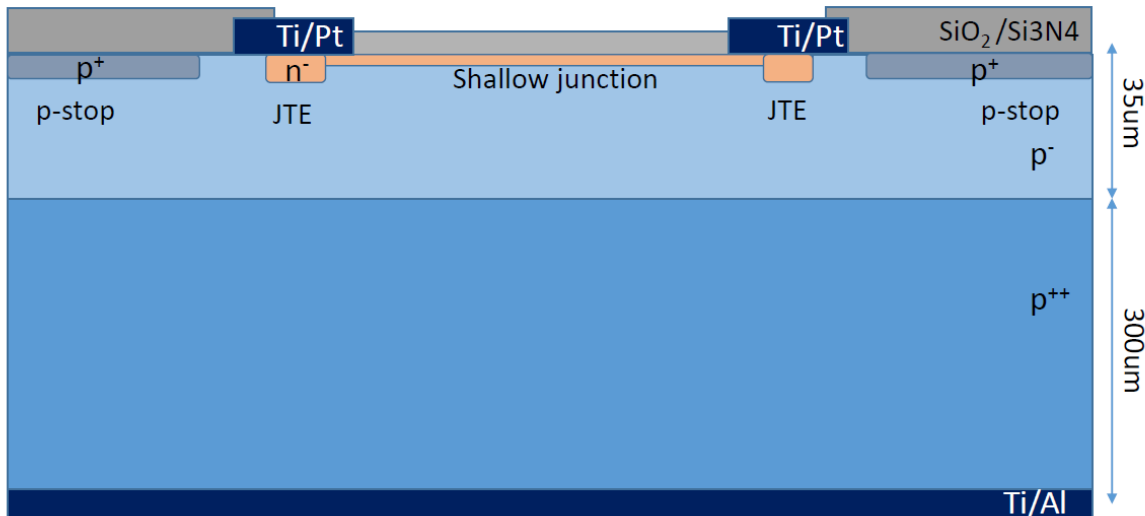 Ti/Pt
Ti/Pt
SiO₂/Si3N4
p⁺
n⁻
Shallow junction
p⁺
p-stop
JTE
JTE
p-stop
35um
p⁻
p⁺⁺
300um
Ti/Al